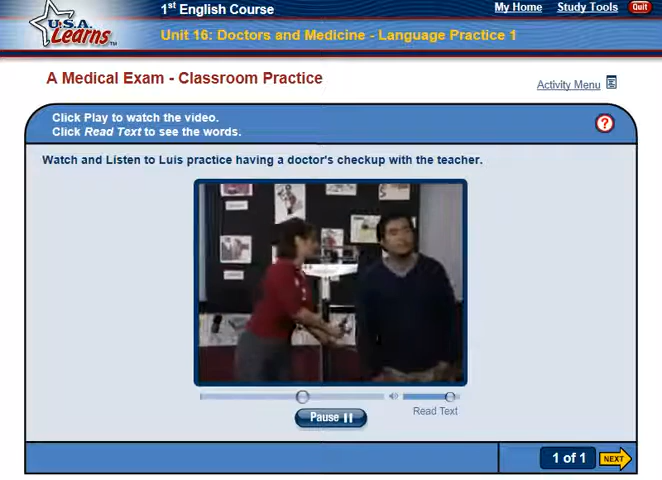 U.S.A.
Learns™
1st English Course
My Home
Study Tools
Quit
Unit 16: Doctors and Medicine - Language Practice 1
A Medical Exam - Classroom Practice
Activity Menu
Click Play to watch the video.
Click Read Text to see the words.
?
Watch and Listen to Luis practice having a doctor's checkup with the teacher.
Pause
Read Text
1 of 1
NEXT